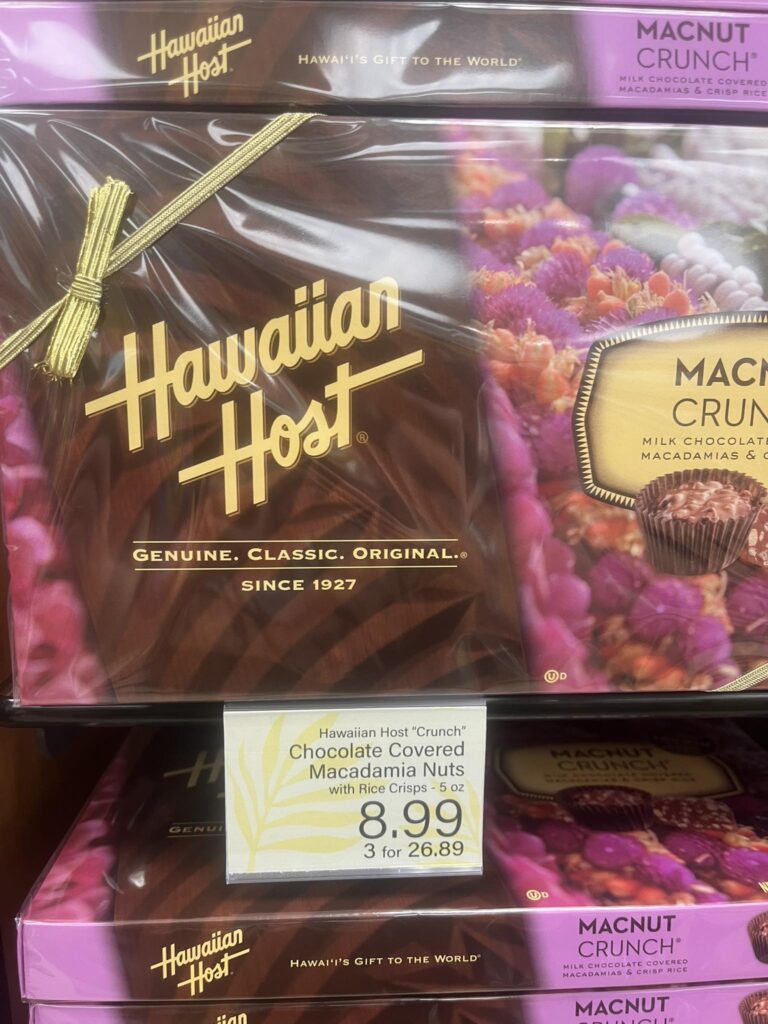 Hawaiian
Host®
HAWAI‘I'S GIFT TO THE WORLD®
MACNUT
CRUNCH®
MILK CHOCOLATE COVERED
MACADAMIAS & CRISP RICE
Hawaiian
Host®
GENUINE. CLASSIC. ORIGINAL.®
SINCE 1927
MILK CHOCOLATE
MACADAMIAS &
UD
Hawaiian Host "Crunch"
Chocolate Covered
Macadamia Nuts
with Rice Crisps - 5 oz
8.99
3 for 26.89
MACNUT
CRUNCH®
UD
Hawaiian
Host®
HAWAI‘I'S GIFT TO THE WORLD®
MACNUT
CRUNCH®
MILK CHOCOLATE COVERED
MACADAMIAS & CRISP RICE
MACNUT